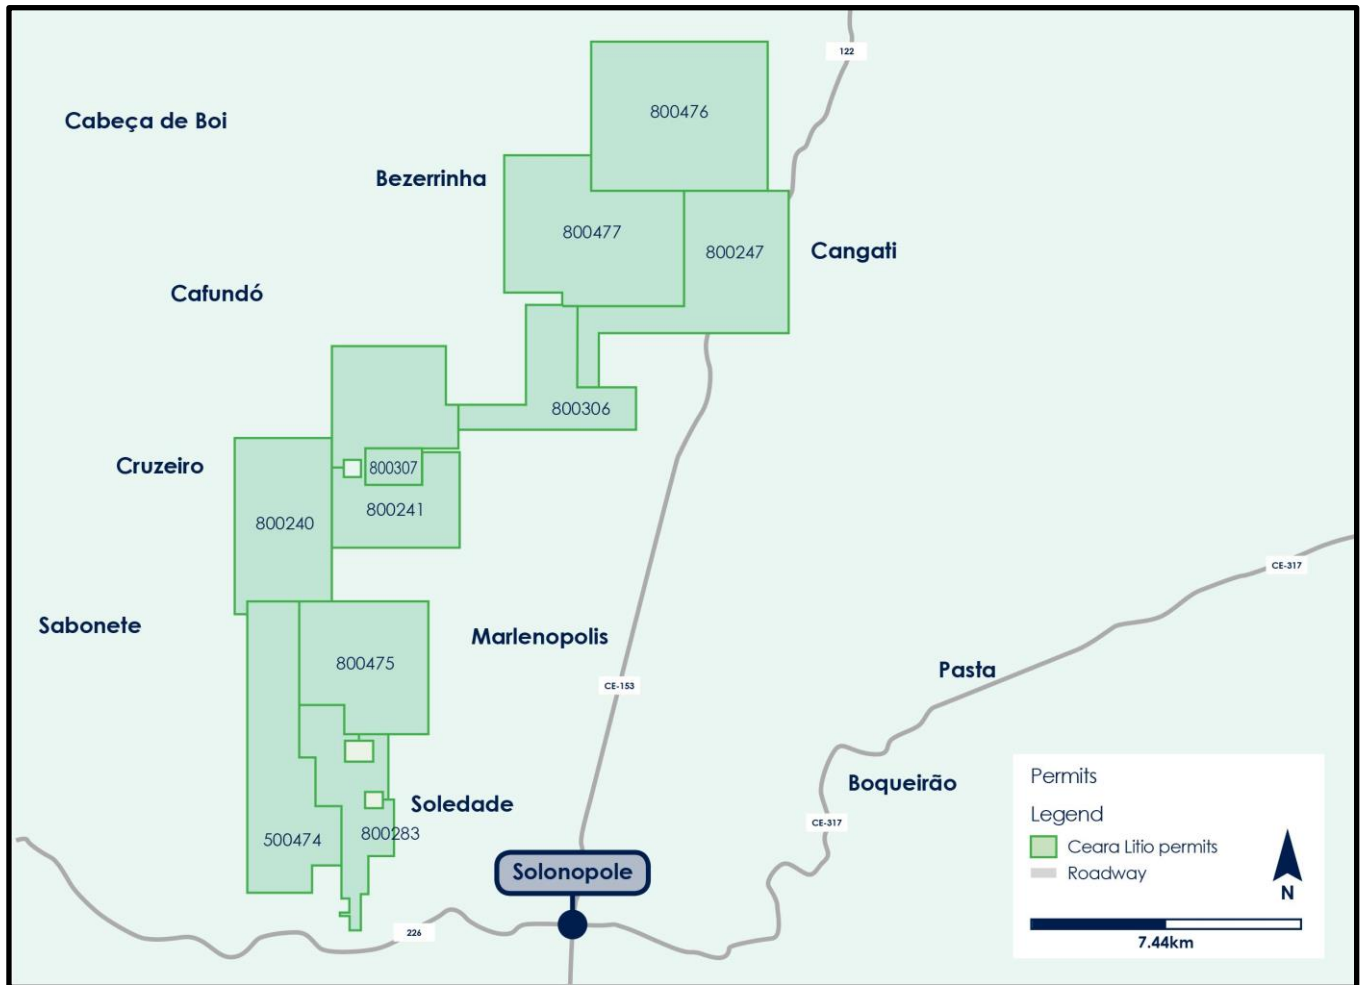 122
800476
Cabeça de Boi
Bezerrinha
800477
800247
Cangati
Cafundó
800306
Cruzeiro
800307
800241
800240
CE-317
Sabonete
Marlenopolis
800475
Pasta
CE-153
Permits
Boqueirão
Soledade
Legend
CE-317
800283
500474
Ceara Litio permits
Solonopole
Roadway
N
226
7.44km